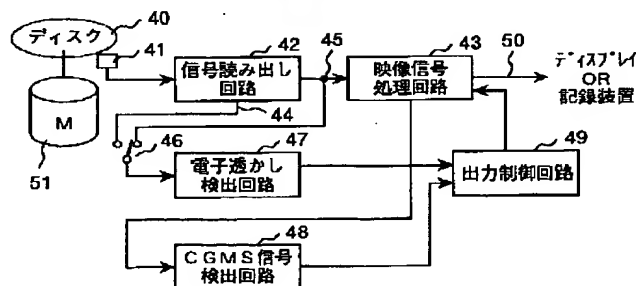 40
ディスク
41
M
51
42
信号読み出し
回路
44
45
43
映像信号
処理回路
50
ディスプレイ
OR
記録装置
46
47
電子透かし
検出回路
49
出力制御回路
48
CGMS信号
検出回路